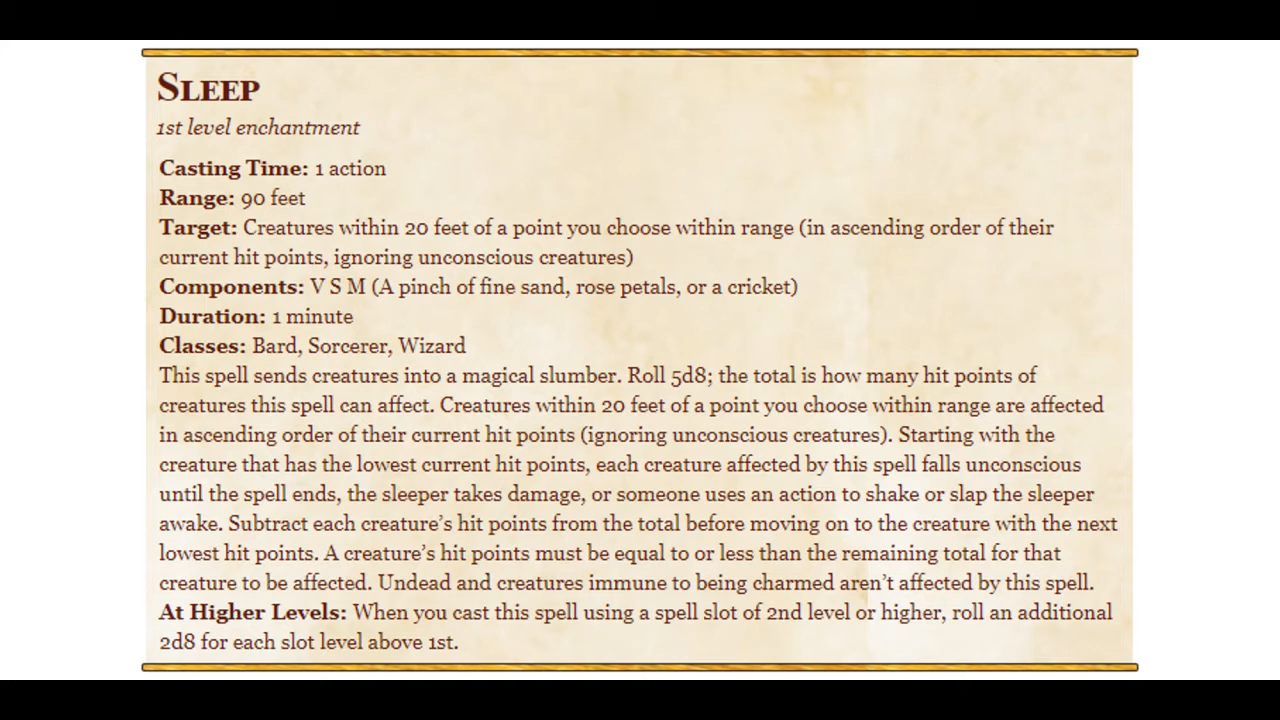 SLEEP
1st level enchantment
Casting Time: 1 action
Range: 90 feet
Target: Creatures within 20 feet of a point you choose within range (in ascending order of their
current hit points, ignoring unconscious creatures)
Components: V S M (A pinch of fine sand, rose petals, or a cricket)
Duration: 1 minute
Classes: Bard, Sorcerer, Wizard
This spell sends creatures into a magical slumber. Roll 5d8; the total is how many hit points of
creatures this spell can affect. Creatures within 20 feet of a point you choose within range are affected
in ascending order of their current hit points (ignoring unconscious creatures). Starting with the
creature that has the lowest current hit points, each creature affected by this spell falls unconscious
until the spell ends, the sleeper takes damage, or someone uses an action to shake or slap the sleeper
awake. Subtract each creature’s hit points from the total before moving on to the creature with the next
lowest hit points. A creature’s hit points must be equal to or less than the remaining total for that
creature to be affected. Undead and creatures immune to being charmed aren’t affected by this spell.
At Higher Levels: When you cast this spell using a spell slot of 2nd level or higher, roll an additional
2d8 for each slot level above 1st.